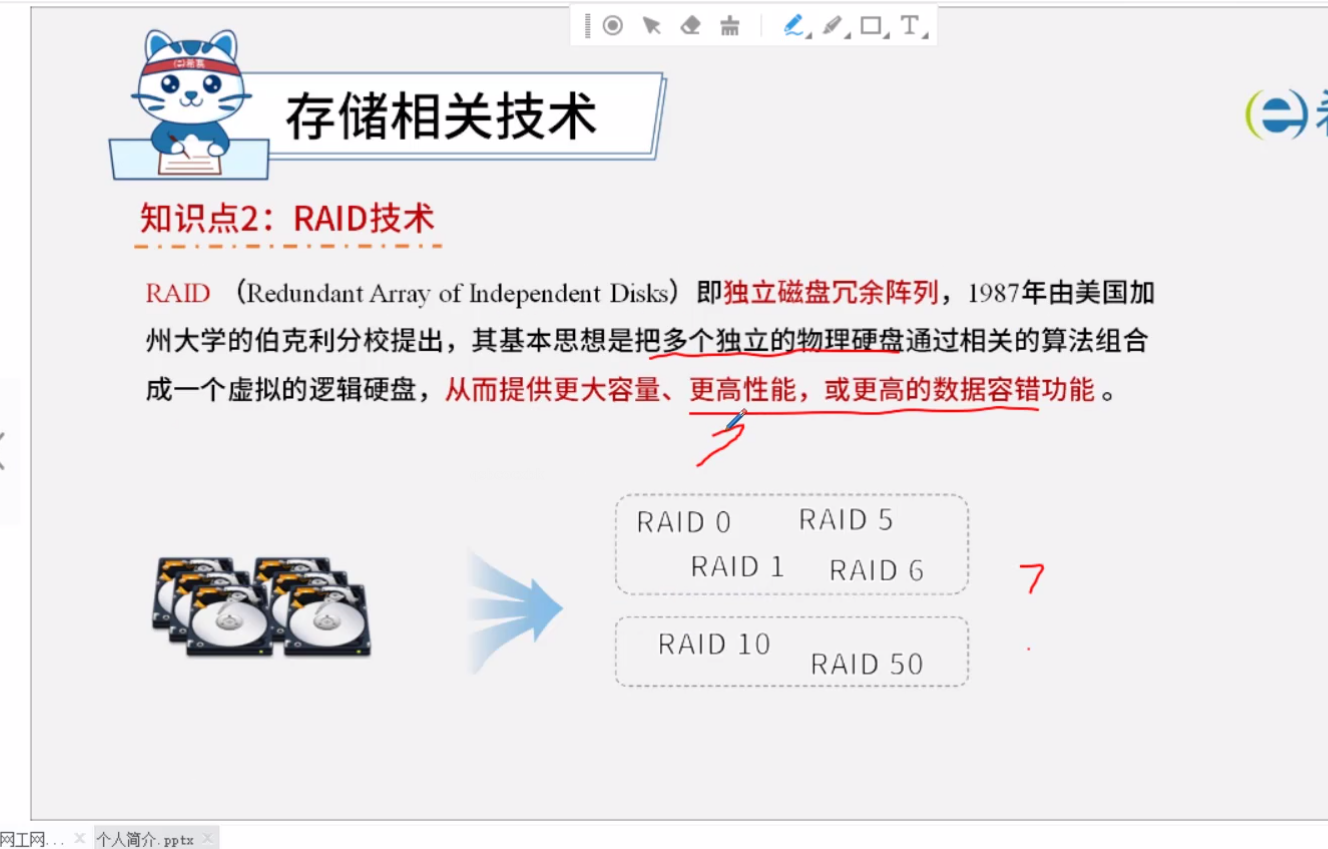 存储相关技术
知识点2：RAID技术
RAID （Redundant Array of Independent Disks）即独立磁盘冗余阵列，1987年由美国加
州大学的伯克利分校提出，其基本思想是把多个独立的物理硬盘通过相关的算法组合
成一个虚拟的逻辑硬盘，从而提供更大容量、更高性能，或更高的数据容错功能 。
RAID 0 RAID 5
RAID 1 RAID 6
RAID 10
RAID 50
网工网... 个人简介.pptx